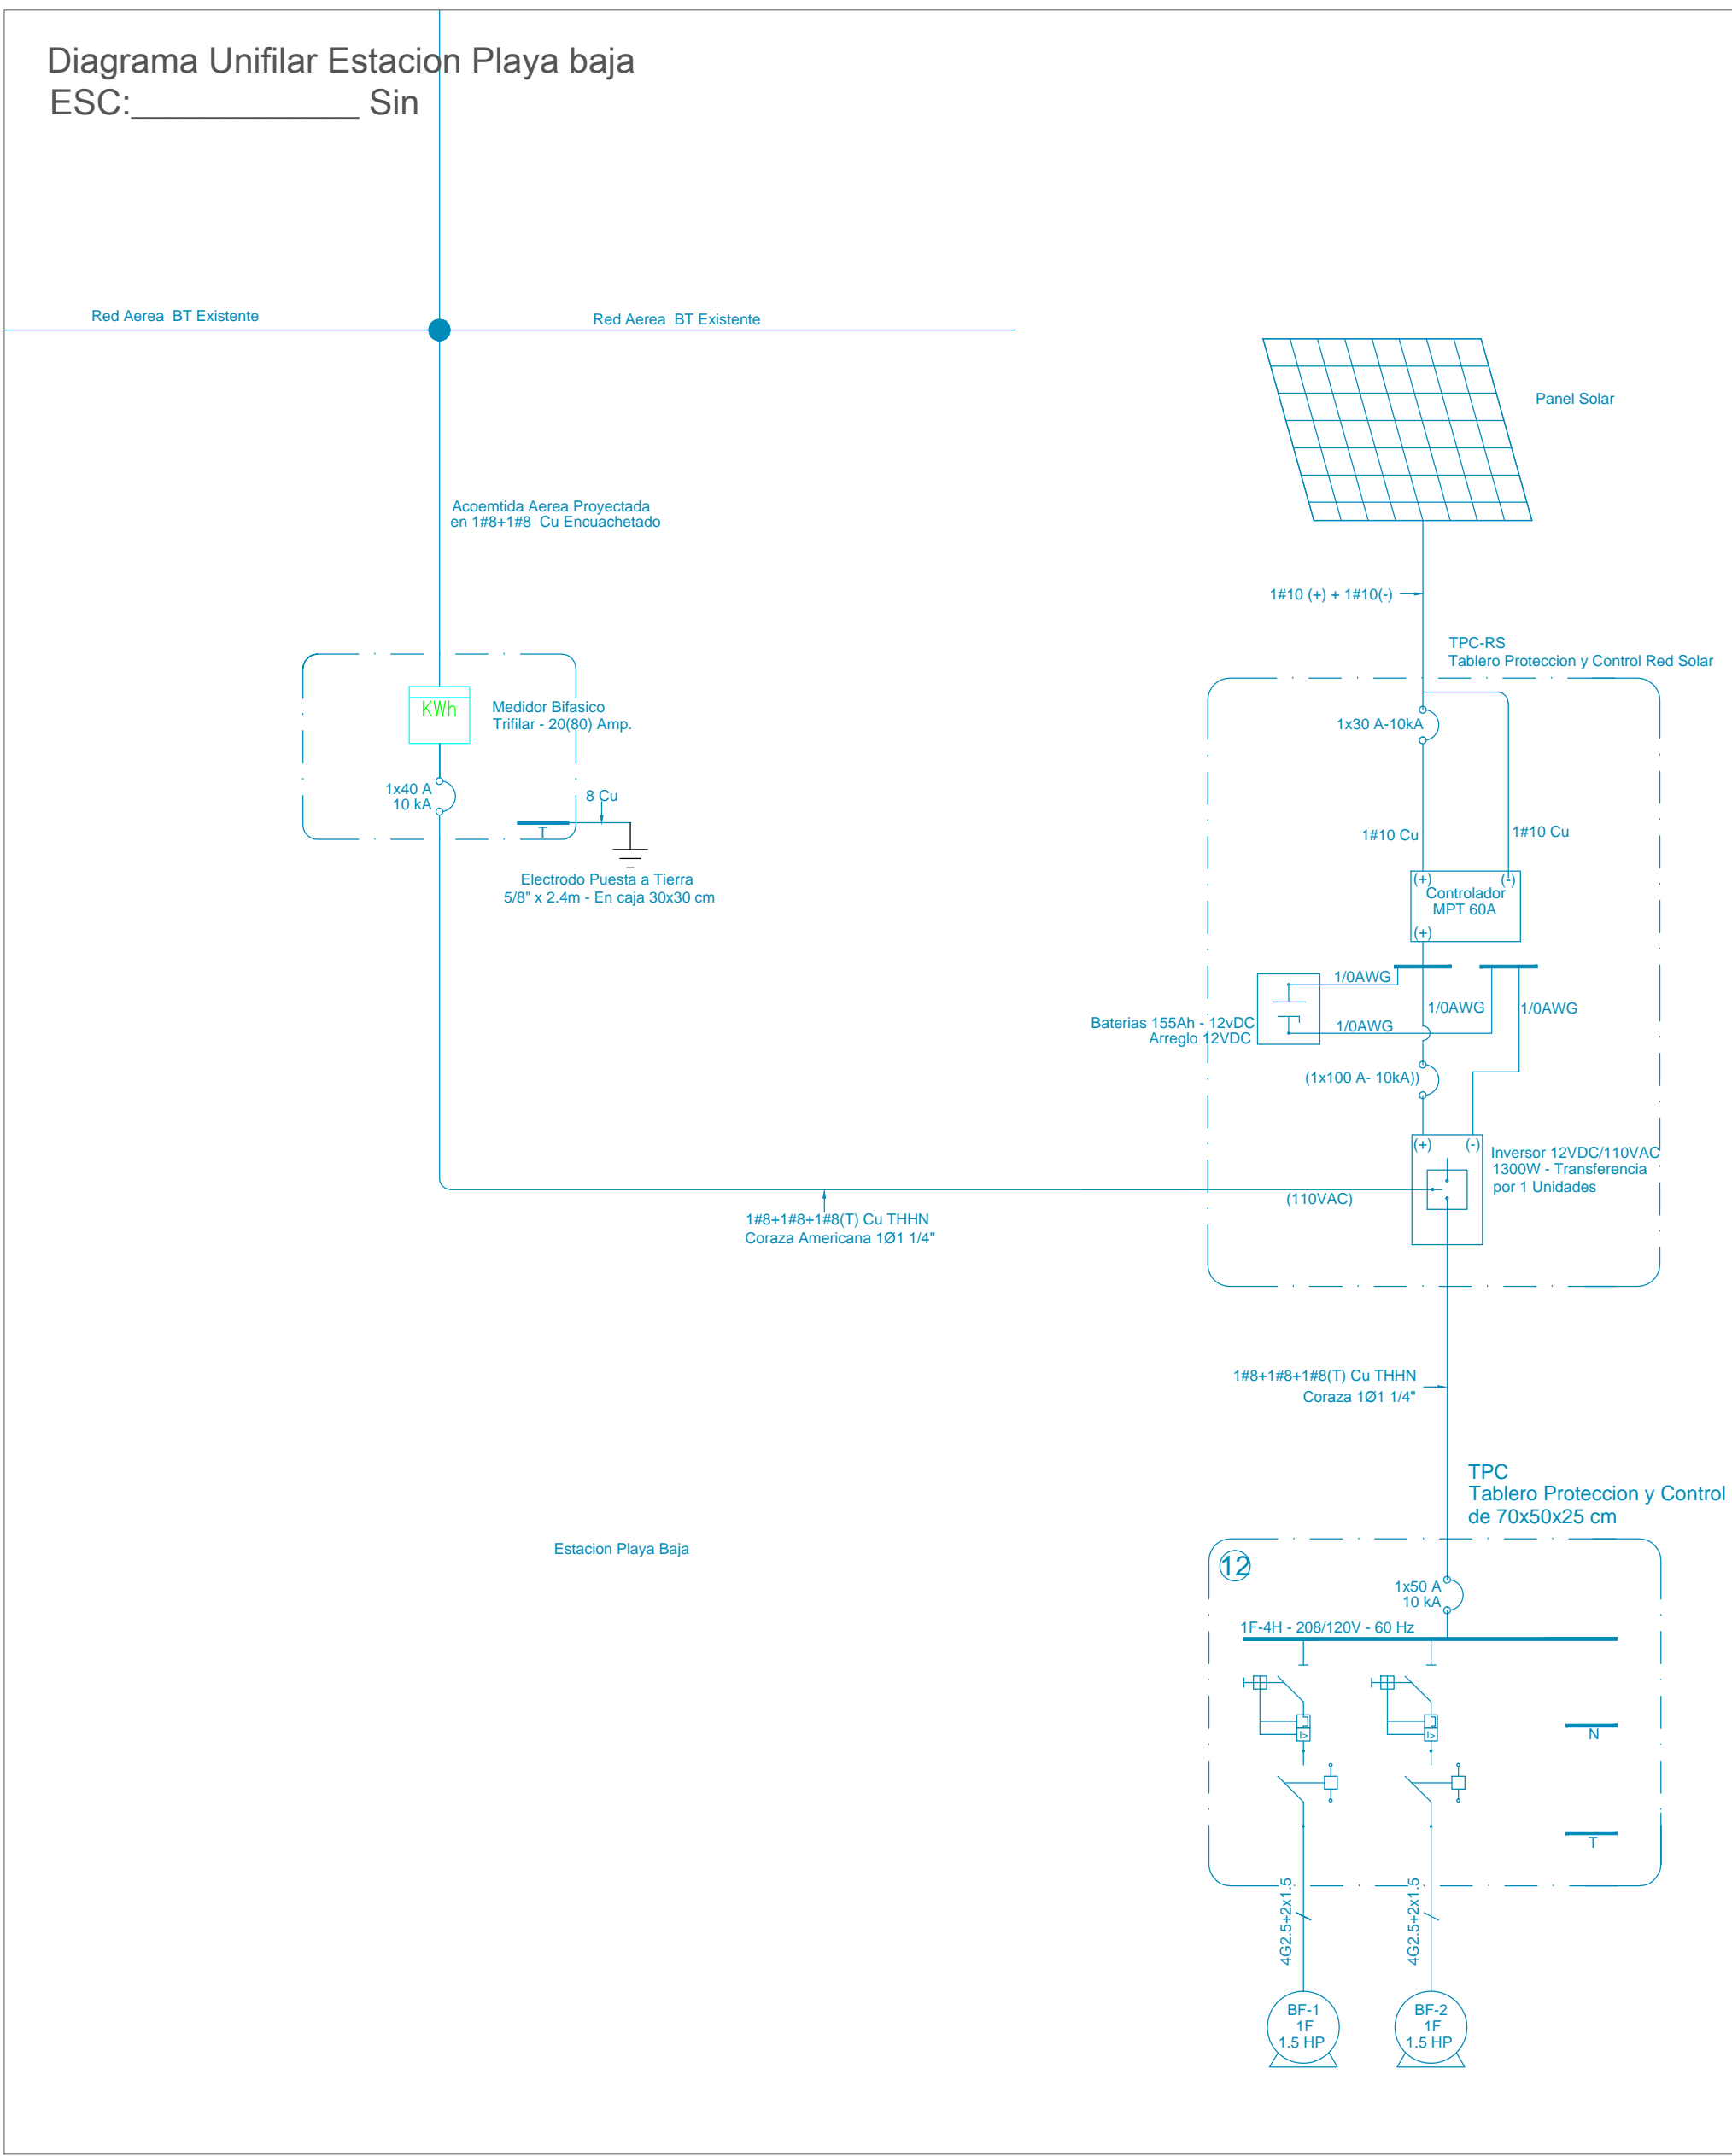 Diagrama Unifilar Estacion Playa baja
ESC:____________ Sin
Red Aerea BT Existente
Red Aerea BT Existente
Panel Solar
Acoemtida Aerea Proyectada
en 1#8+1#8 Cu Encuachetado
1#10 (+) + 1#10(-)
TPC-RS
Tablero Proteccion y Control Red Solar
KWh
Medidor Bifasico
Trifilar - 20(80) Amp.
1x40 A
10 kA
8 Cu
T
Electrodo Puesta a Tierra
5/8" x 2.4m - En caja 30x30 cm
1x30 A-10kA
1#10 Cu
1#10 Cu
(+)
(-)
Controlador
MPT 60A
(+)
1/0AWG
1/0AWG
1/0AWG
1/0AWG
Baterias 155Ah - 12vDC
Arreglo 12VDC
(1x100 A- 10kA))
(+)
(-)
Inversor 12VDC/110VAC
1300W - Transferencia
por 1 Unidades
(110VAC)
1#8+1#8+1#8(T) Cu THHN
Coraza Americana 1Ø1 1/4"
1#8+1#8+1#8(T) Cu THHN
Coraza 1Ø1 1/4"
TPC
Tablero Proteccion y Control
de 70x50x25 cm
Estacion Playa Baja
12
1x50 A
10 kA
1F-4H - 208/120V - 60 Hz
I>
I>
N
T
4G2.5+2x1.5
4G2.5+2x1.5
BF-1
1F
1.5 HP
BF-2
1F
1.5 HP